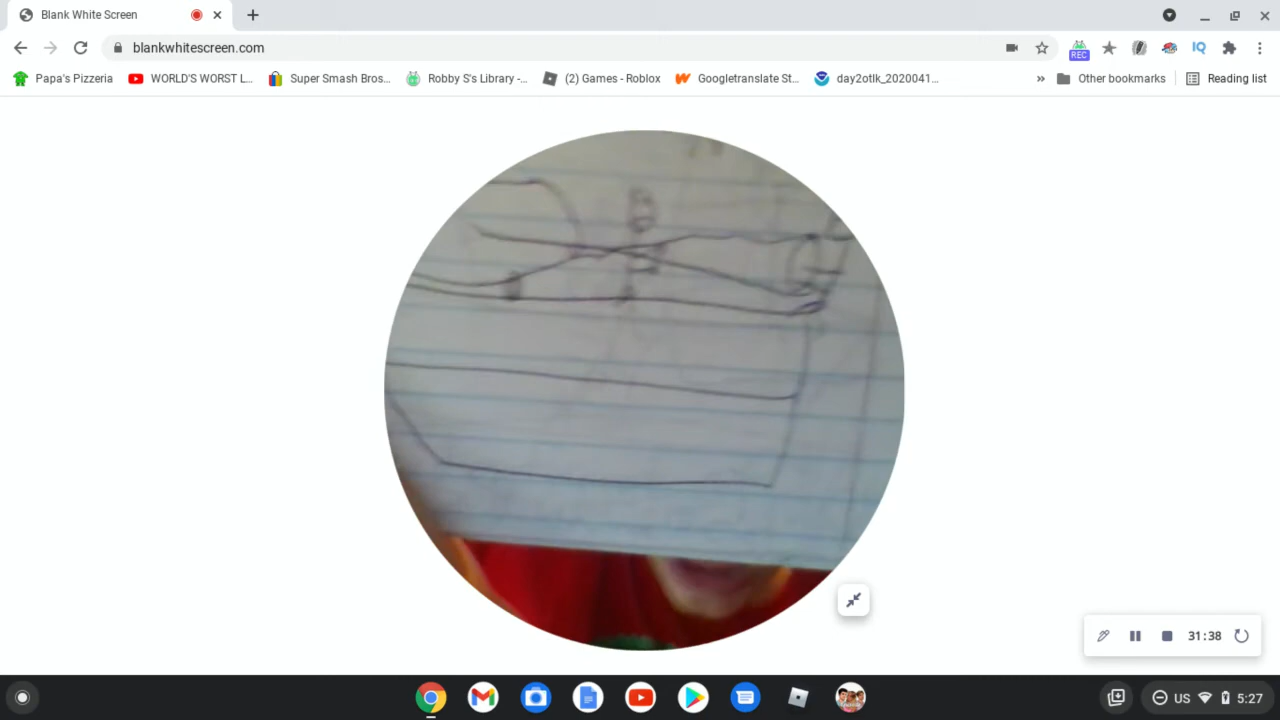 Blank White Screen
blankwhitescreen.com
REC
IQ
Papa's Pizzeria
WORLD'S WORST L...
Super Smash Bros...
Robby S's Library -...
(2) Games - Roblox
Googletranslate St...
day2otlk_2020041...
»
Other bookmarks
Reading list
31:38
US
5:27